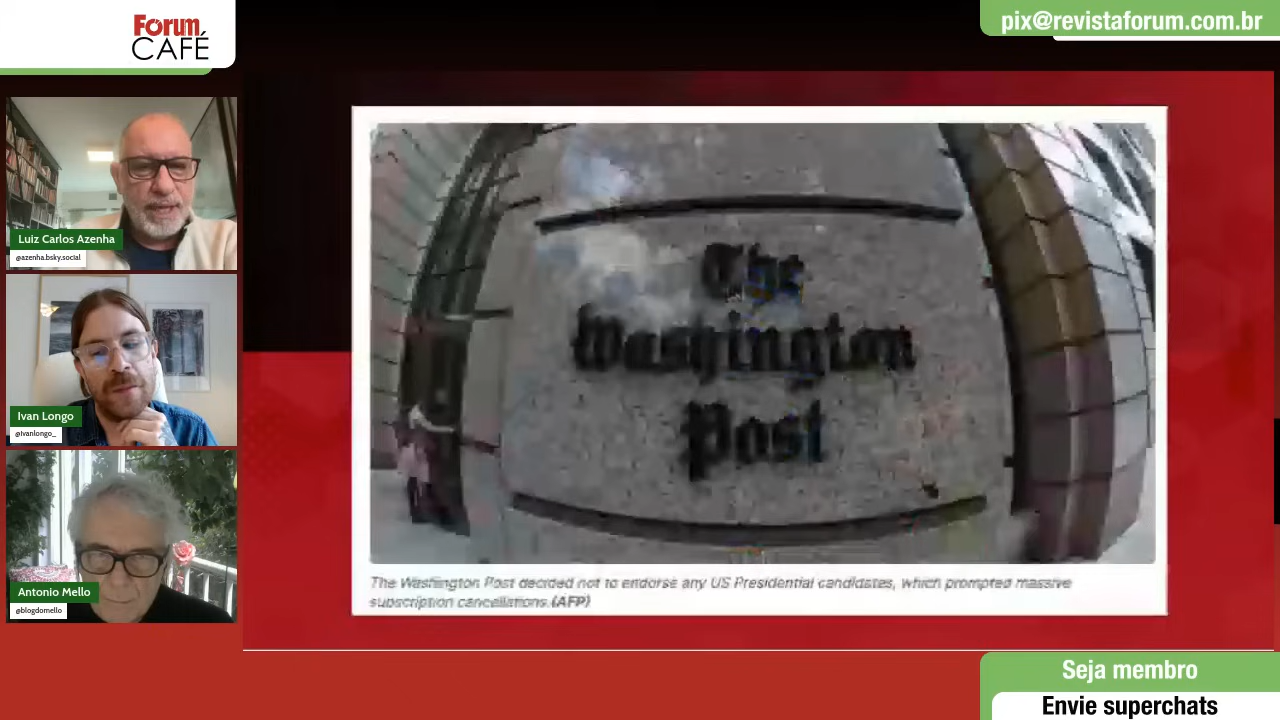 Forum
CAFÉ
pix@revistaforum.com.br
Luiz Carlos Azenha
@azenha.bsky.social
Ivan Longo
@ivanlongo_
Antonio Mello
@blogdomello
The
Washington
Post
The Washington Post decided not to endorse any US Presidential candidates, which prompted massive
subscription cancellations.(AFP)
Seja membro
Envie superchats